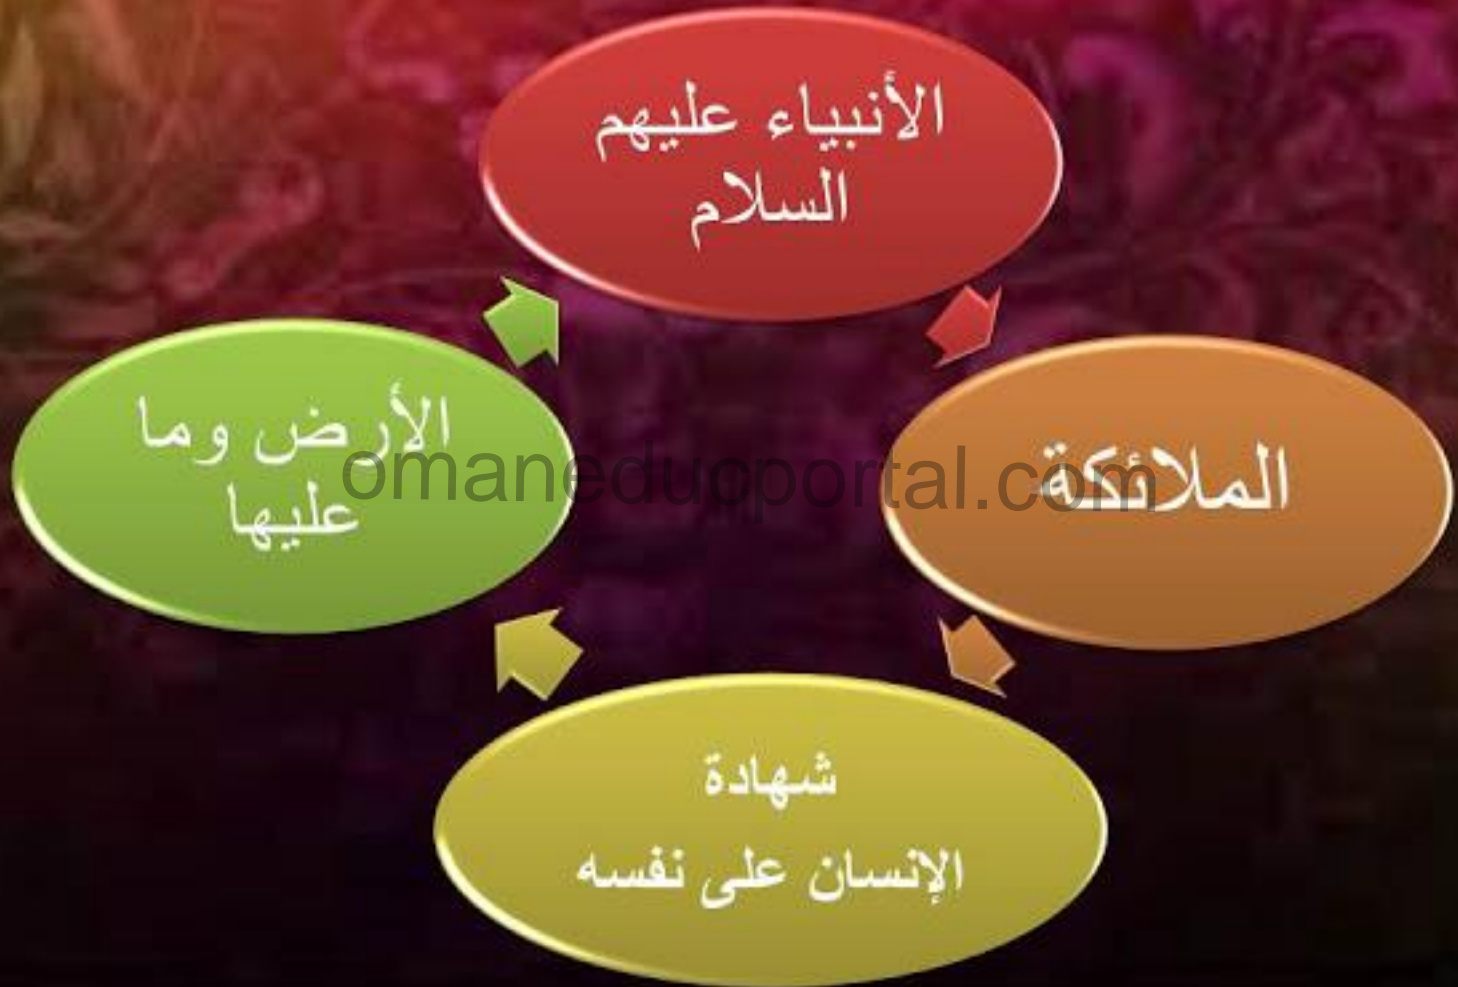 الأنبياء عليهم
السلام
الملائكة
شهادة
الإنسان على نفسه
الأرض وما
عليها
omaneducportal.com